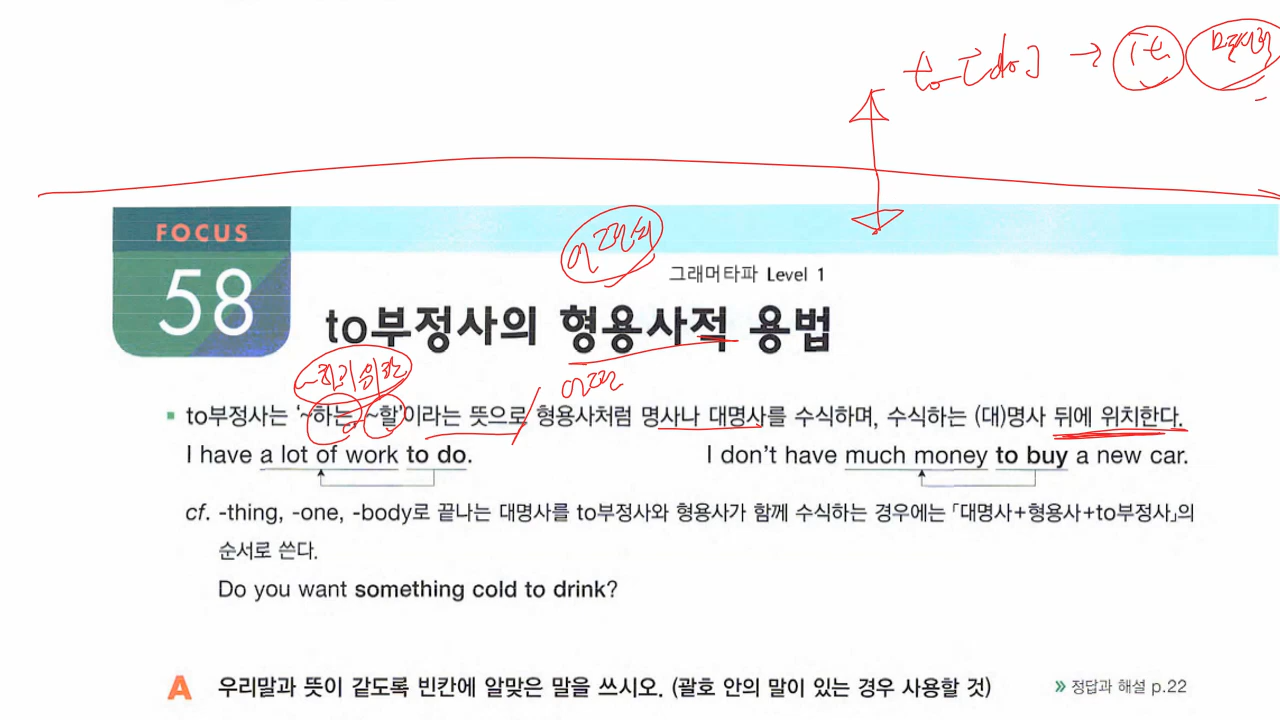 to [do] →
FOCUS
58
그래머타파 Level 1
to부정사의 형용사적 용법
~하기 위한
어떤
to부정사는 '~하는, ~할'이라는 뜻으로 형용사처럼 명사나 대명사를 수식하며, 수식하는 (대)명사 뒤에 위치한다.
I have a lot of work to do.
I don't have much money to buy a new car.
cf. -thing, -one, -body로 끝나는 대명사를 to부정사와 형용사가 함께 수식하는 경우에는 「대명사+형용사+to부정사」의
순서로 쓴다.
Do you want something cold to drink?
A 우리말과 뜻이 같도록 빈칸에 알맞은 말을 쓰시오. (괄호 안의 말이 있는 경우 사용할 것)
» 정답과 해설 p.22